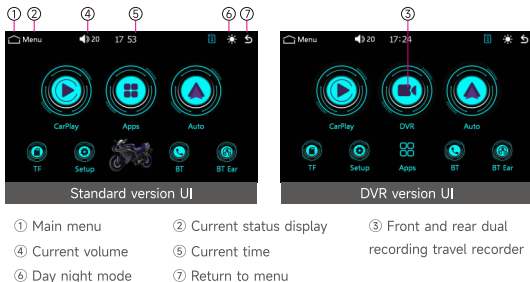 ① ② ④ ⑤ ⑥ ⑦ ③
Menu 20 17 53
Menu 20 17:24
CarPlay Apps Auto
CarPlay DVR Auto
TF Setup BT BT Ear
TF Setup Apps BT BT Ear
Standard version UI
DVR version UI
① Main menu ② Current status display ③ Front and rear dual
④ Current volume ⑤ Current time recording travel recorder
⑥ Day night mode ⑦ Return to menu